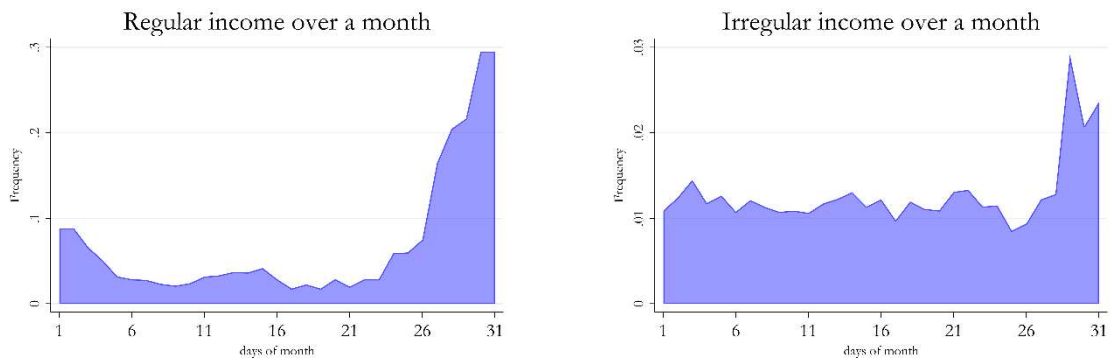 Regular income over a month
Frequency
.3
.2
.1
0
1 6 11 16 21 26 31
days of month
Irregular income over a month
Frequency
.03
.02
.01
0
1 6 11 16 21 26 31
days of month